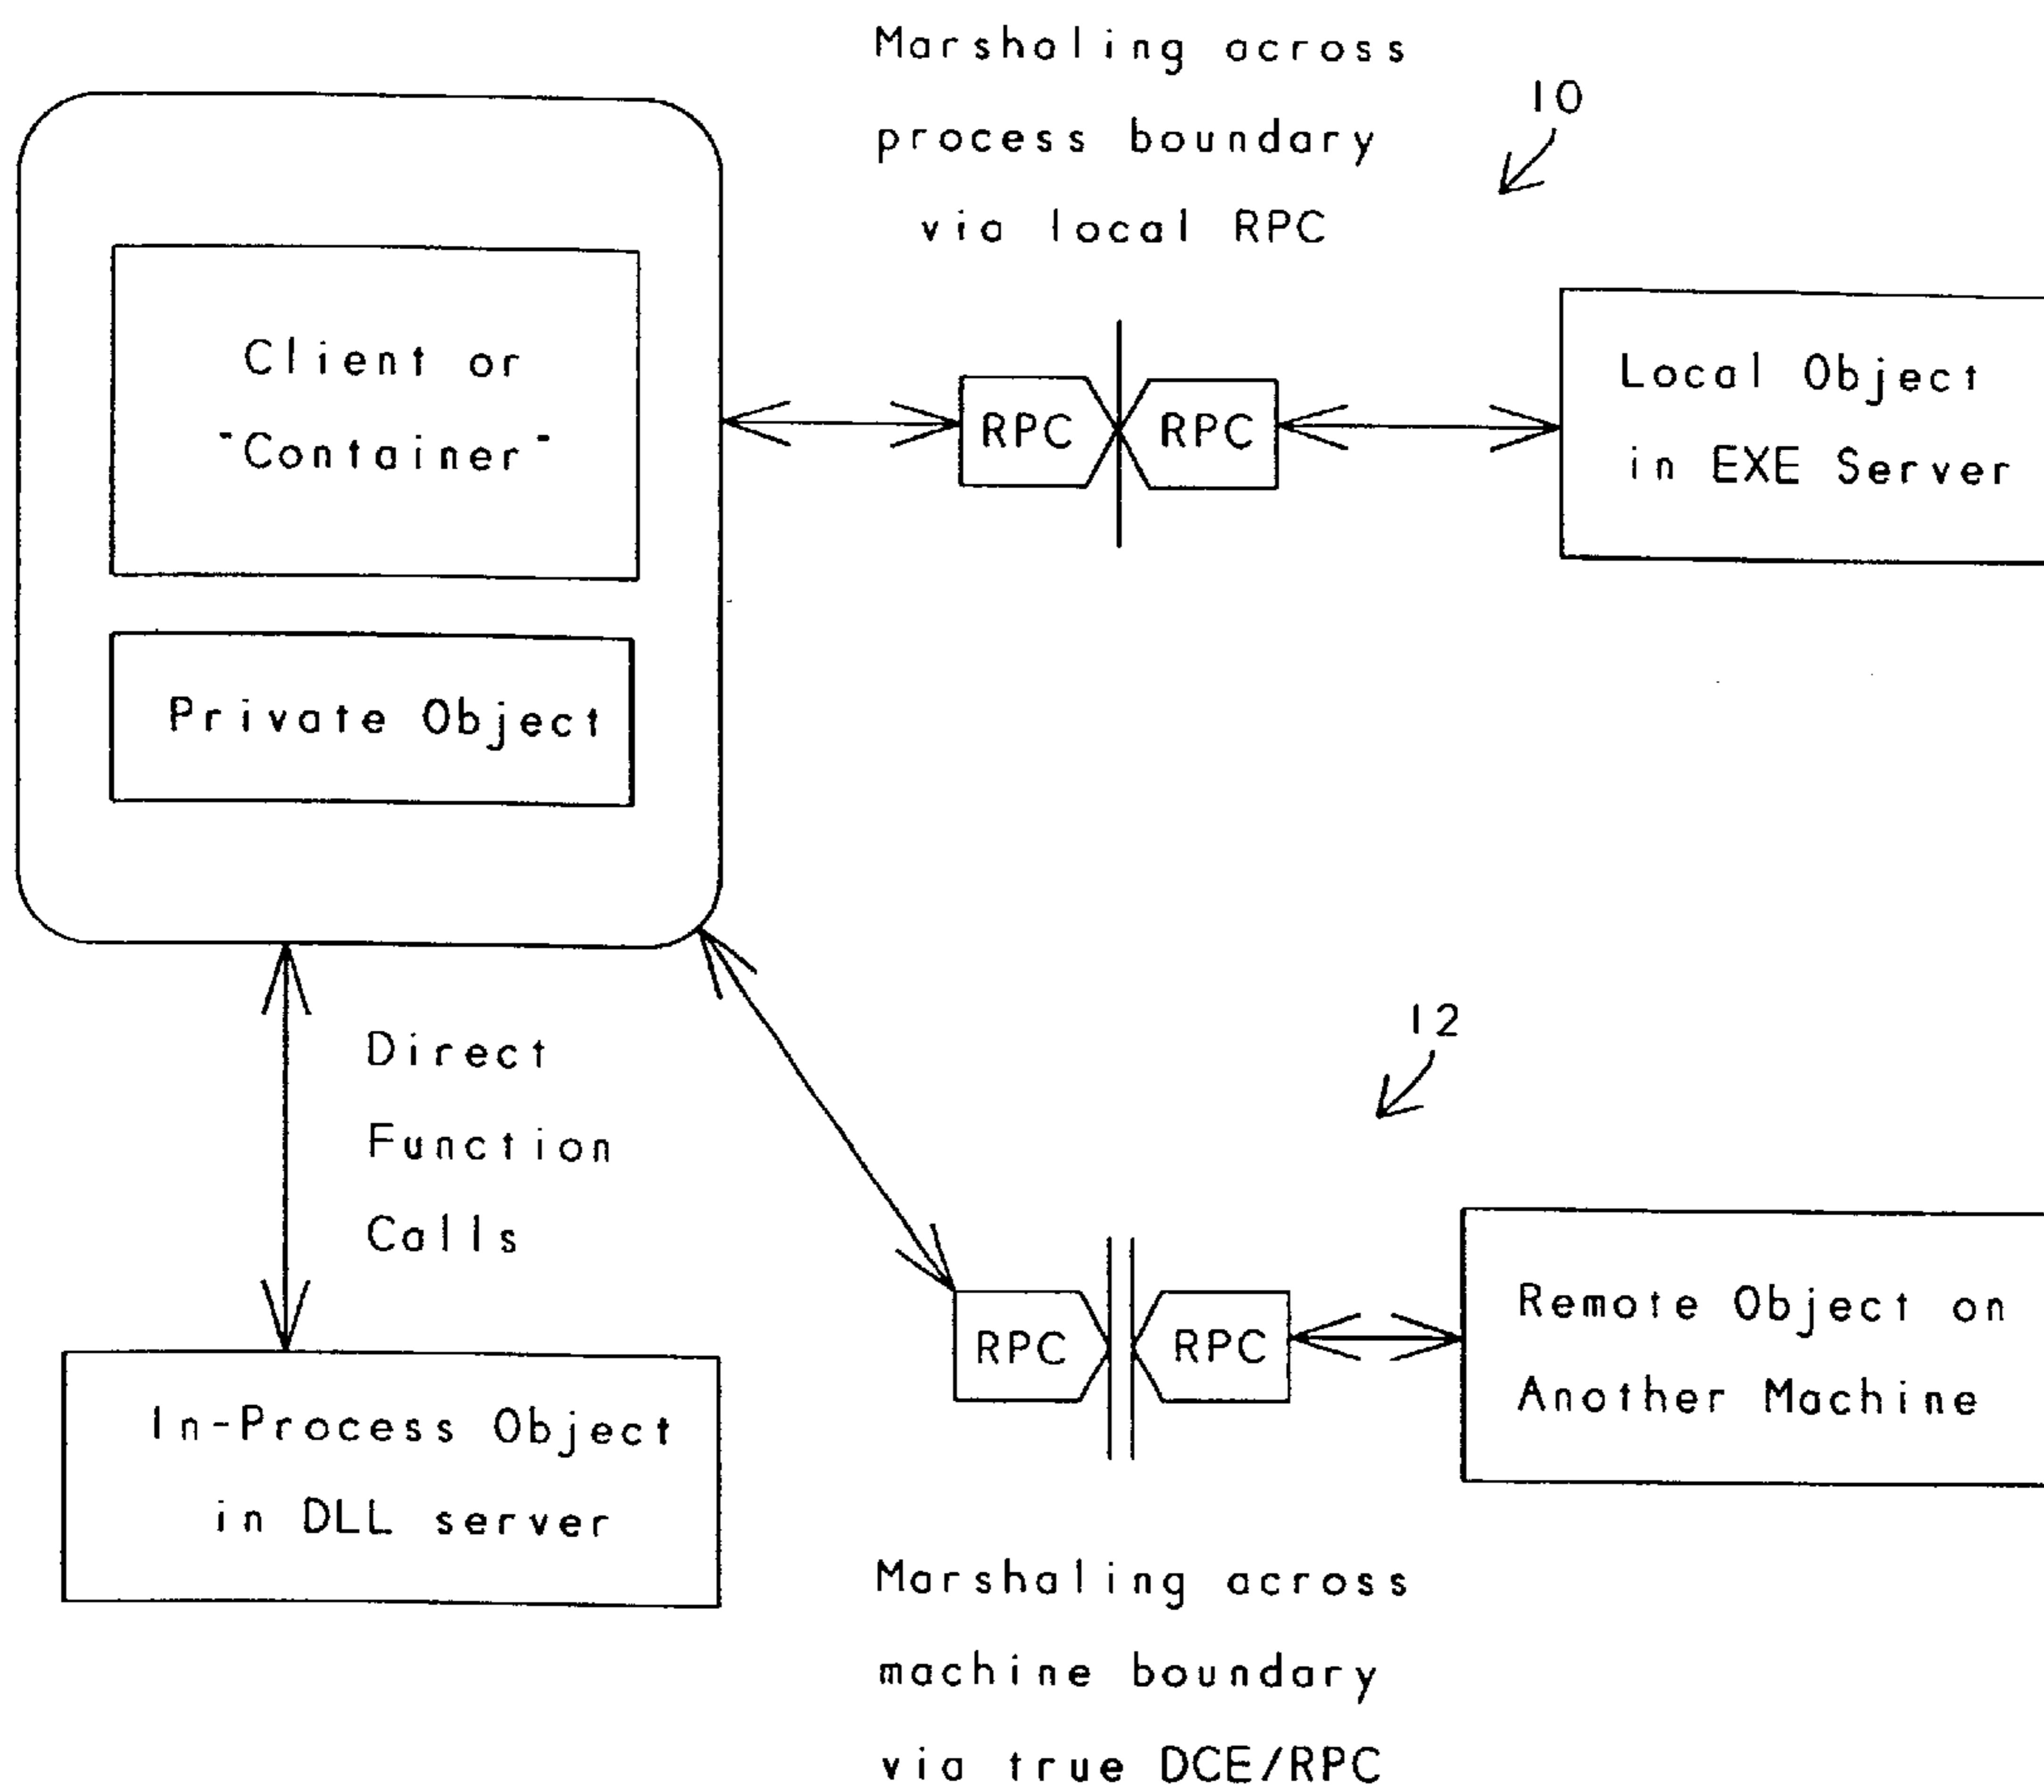 Marshaling across
process boundary
via local RPC
10
Client or
"Container"
RPC
RPC
Local Object
in EXE Server
Private Object
12
Direct
Function
Calls
RPC
RPC
Remote Object on
Another Machine
In-Process Object
in DLL server
Marshaling across
machine boundary
via true DCE/RPC